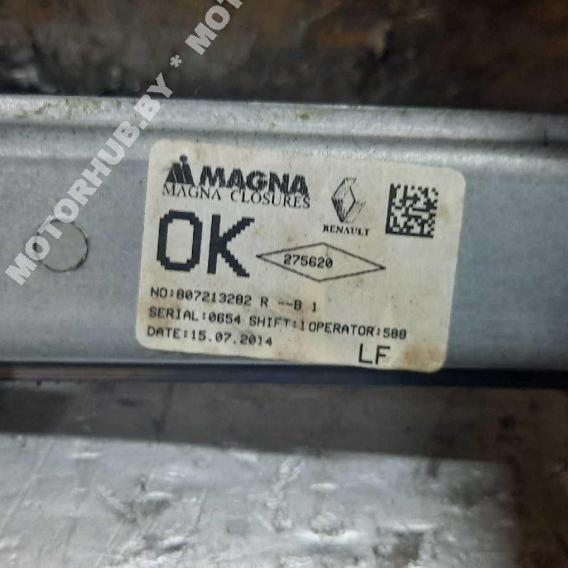 MOTORHUB.BY * MOT
MAGNA
MAGNA CLOSURES
RENAULT
OK
275620
NO:807213282 R --B 1
SERIAL:0654 SHIFT:1OPERATOR:588
DATE:15.07.2014
LF